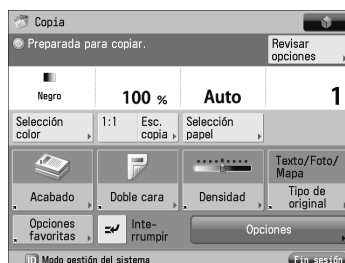 Copia
Preparada para copiar.
Revisar
opciones
Negro
100 %
Auto
1
Selección
color
1:1
Esc.
copia
Selección
papel
Acabado
Doble cara
Densidad
Texto/Foto/
Mapa
Tipo de
original
Opciones
favoritas
Inte-
rrumpir
Opciones
ID Modo gestión del sistema
Fin sesión